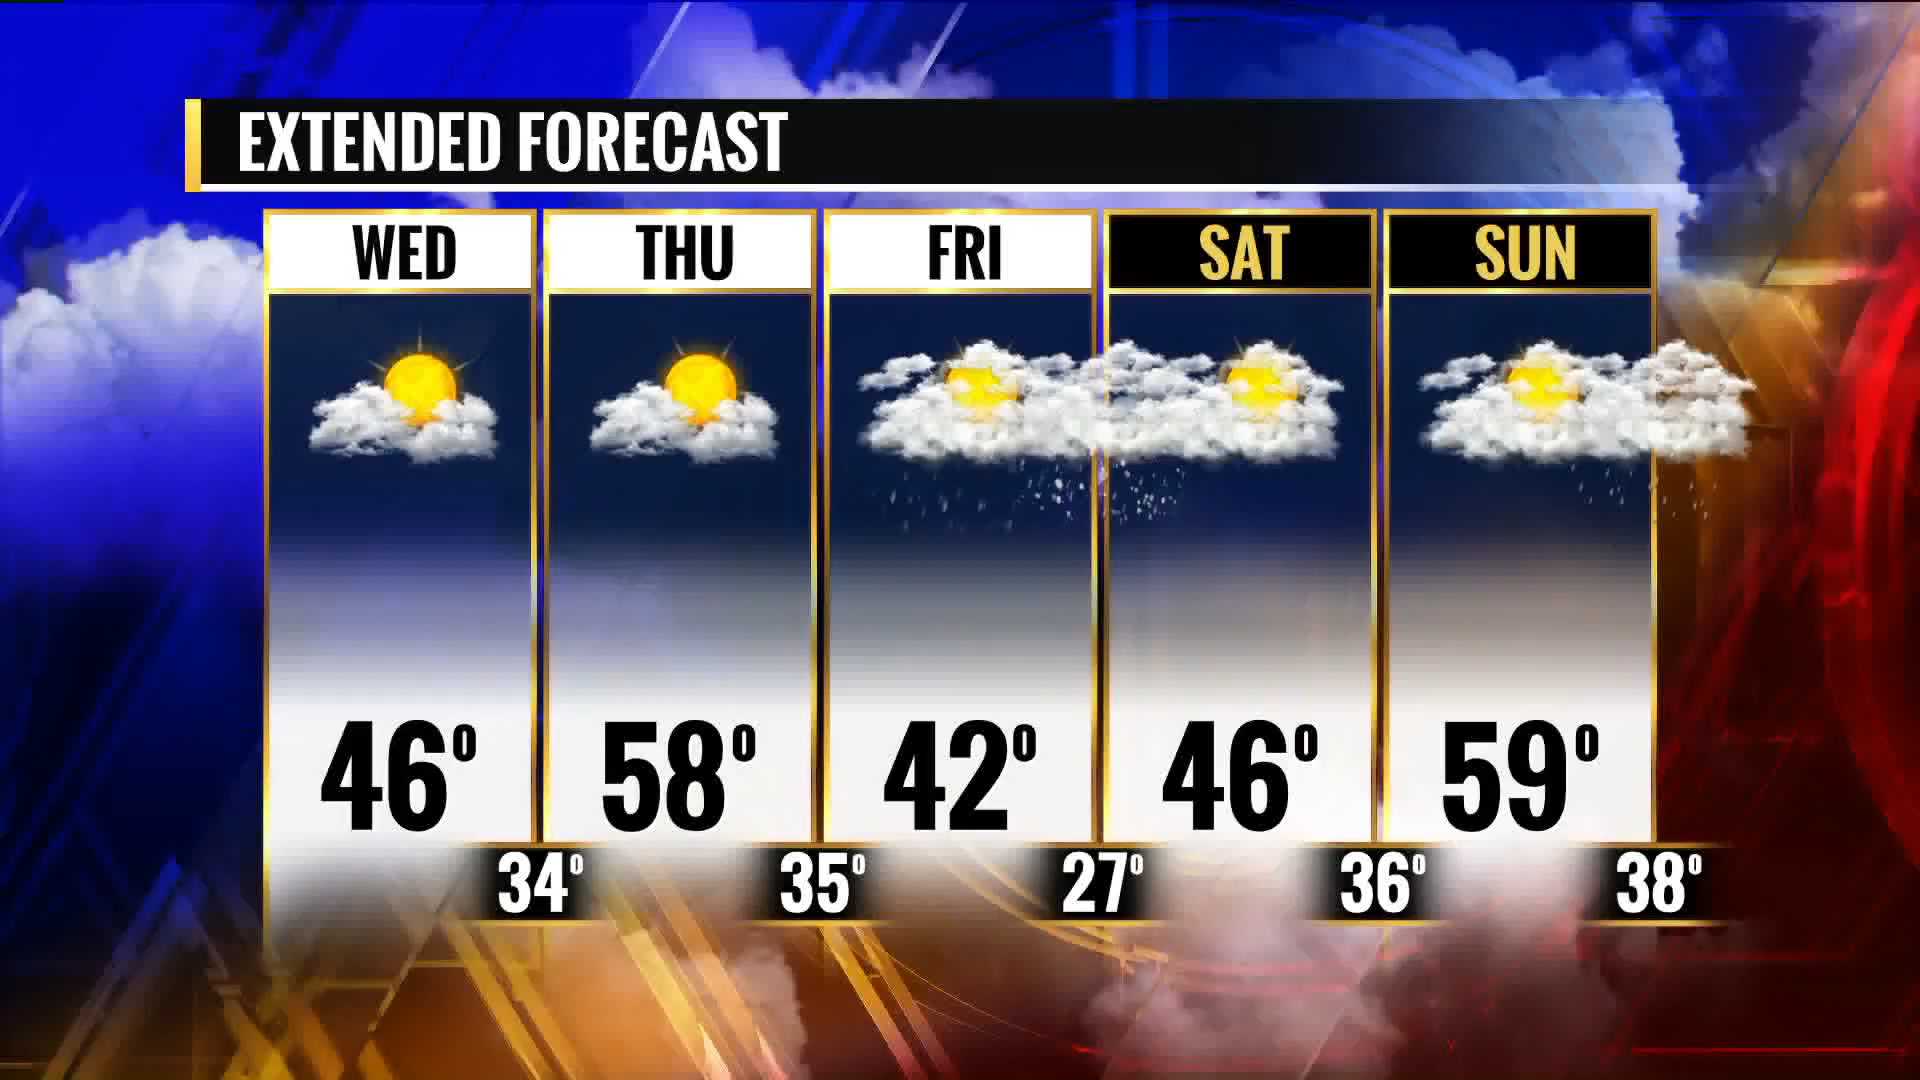 EXTENDED FORECAST
WED THU FRI SAT SUN
46° 58° 42° 46° 59°
34° 35° 27° 36° 38°